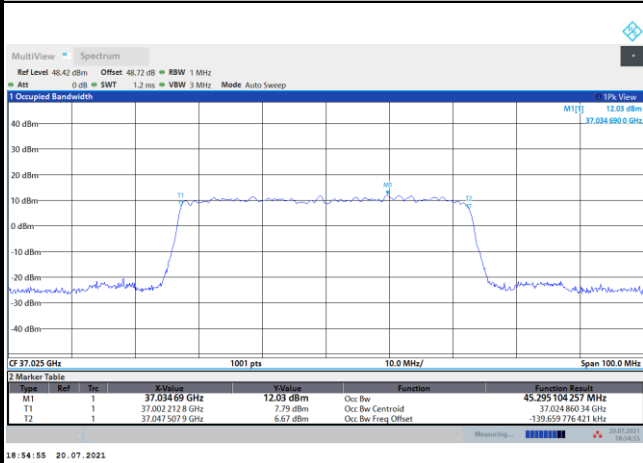 MultiView Spectrum
Ref Level 48.42 dBm Offset 48.72 dB RBW 1 MHz
Att 0 dB SWT 1.2 ms VBW 3 MHz Mode Auto Sweep
1 Occupied Bandwidth 1Pk View
M1[1] 12.03 dBm
37.034 690 0 GHz
40 dBm
30 dBm
20 dBm
M1
T1 T2
10 dBm
0 dBm
-10 dBm
-20 dBm
-30 dBm
-40 dBm
CF 37.025 GHz 1001 pts 10.0 MHz/ Span 100.0 MHz
2 Marker Table
Type Ref Trc X-Value Y-Value Function Function Result
M1 1 37.034 69 GHz 12.03 dBm Occ Bw 45.295 104 257 MHz
T1 1 37.002 212 8 GHz 7.79 dBm Occ Bw Centroid 37.024 860 34 GHz
T2 1 37.047 507 9 GHz 6.67 dBm Occ Bw Freq Offset -139.659 776 421 kHz
Measuring... 20.07.2021
18:54:55
18:54:55 20.07.2021